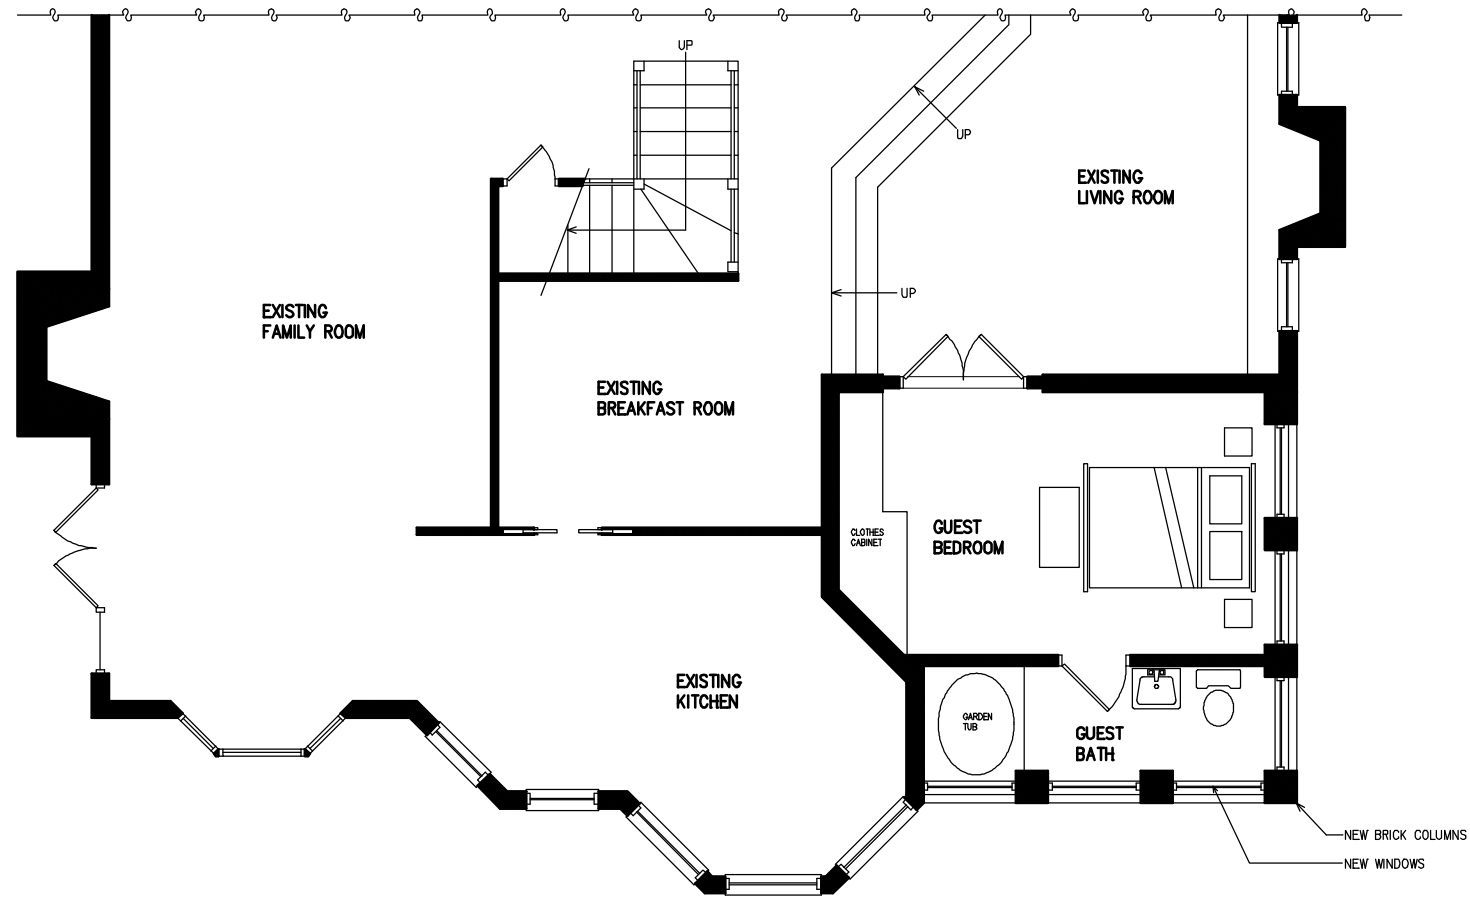 UP
UP
EXISTING
LIVING ROOM
UP
EXISTING
FAMILY ROOM
EXISTING
BREAKFAST ROOM
CLOTHES
CABINET
GUEST
BEDROOM
EXISTING
KITCHEN
GARDEN
TUB
GUEST
BATH
NEW BRICK COLUMNS
NEW WINDOWS